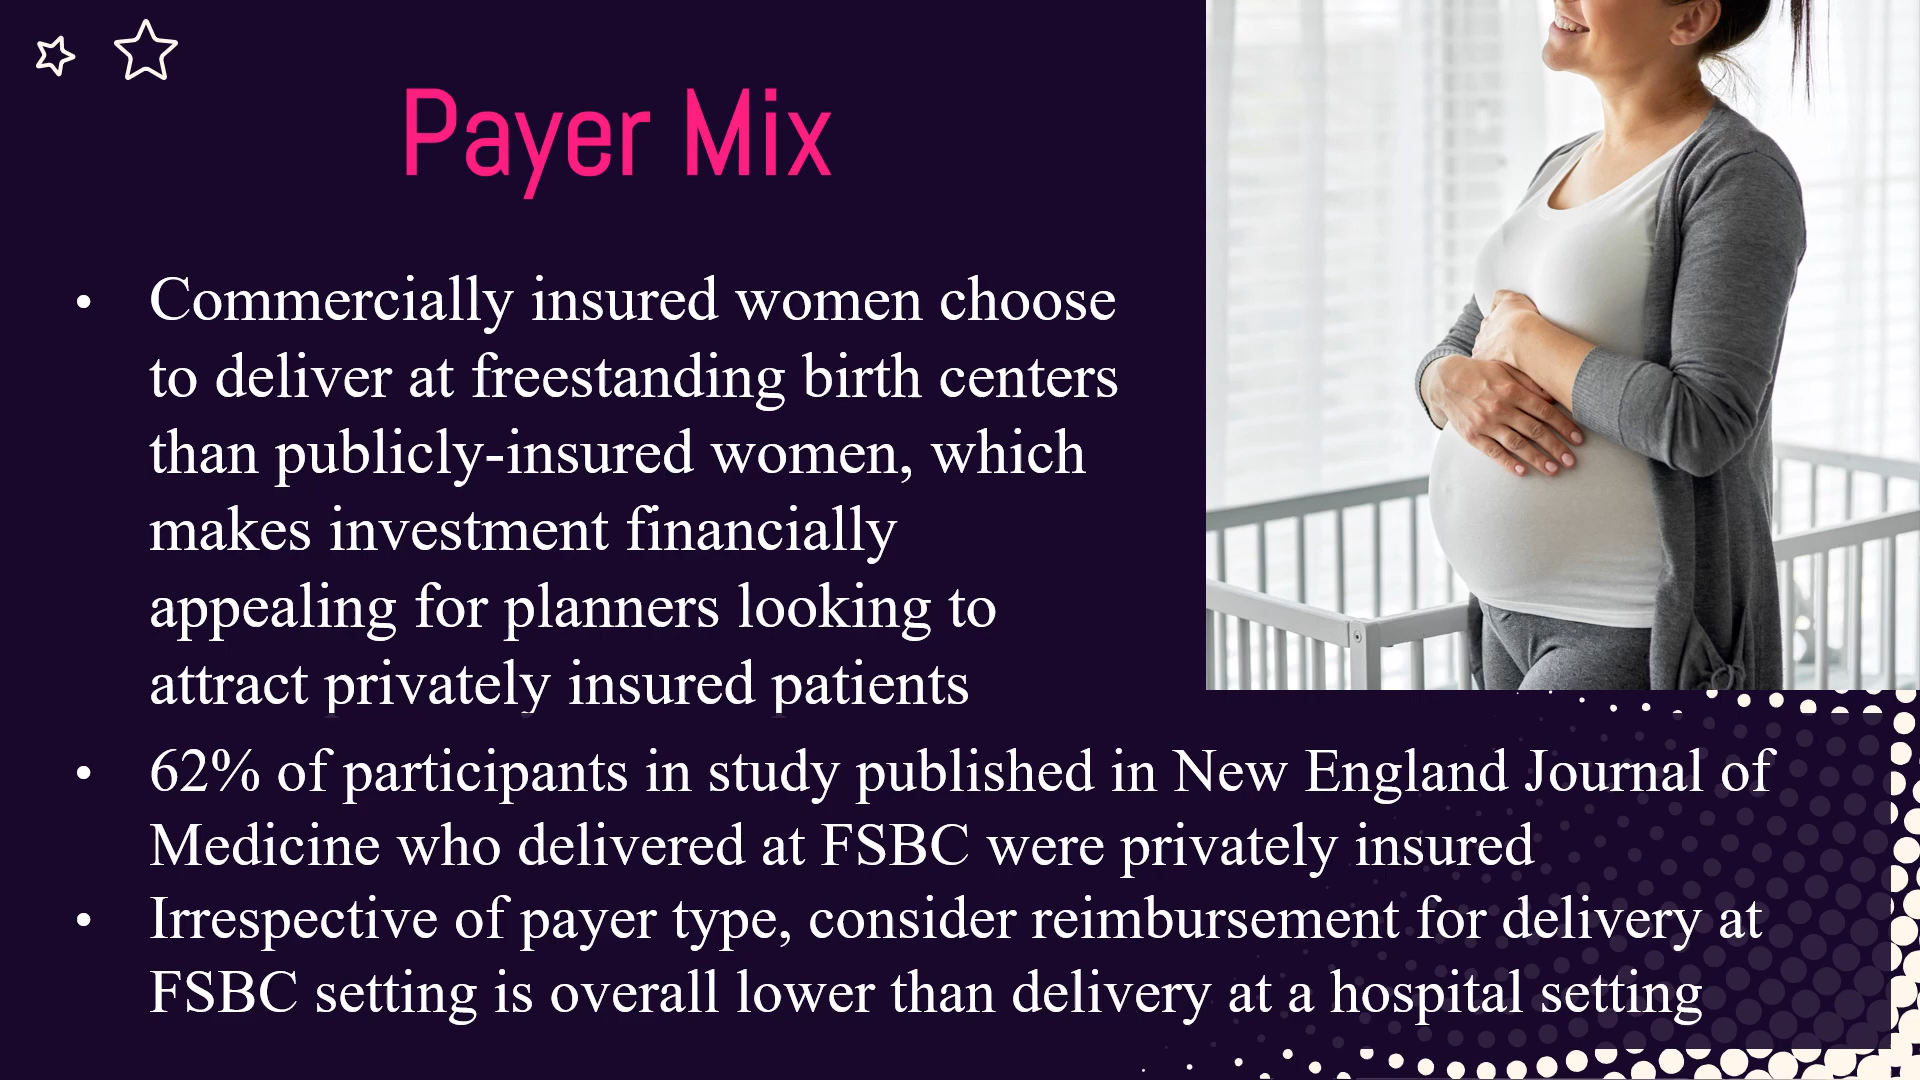 Payer Mix
• Commercially insured women choose
to deliver at freestanding birth centers
than publicly-insured women, which
makes investment financially
appealing for planners looking to
attract privately insured patients
• 62% of participants in study published in New England Journal of
Medicine who delivered at FSBC were privately insured
• Irrespective of payer type, consider reimbursement for delivery at
FSBC setting is overall lower than delivery at a hospital setting